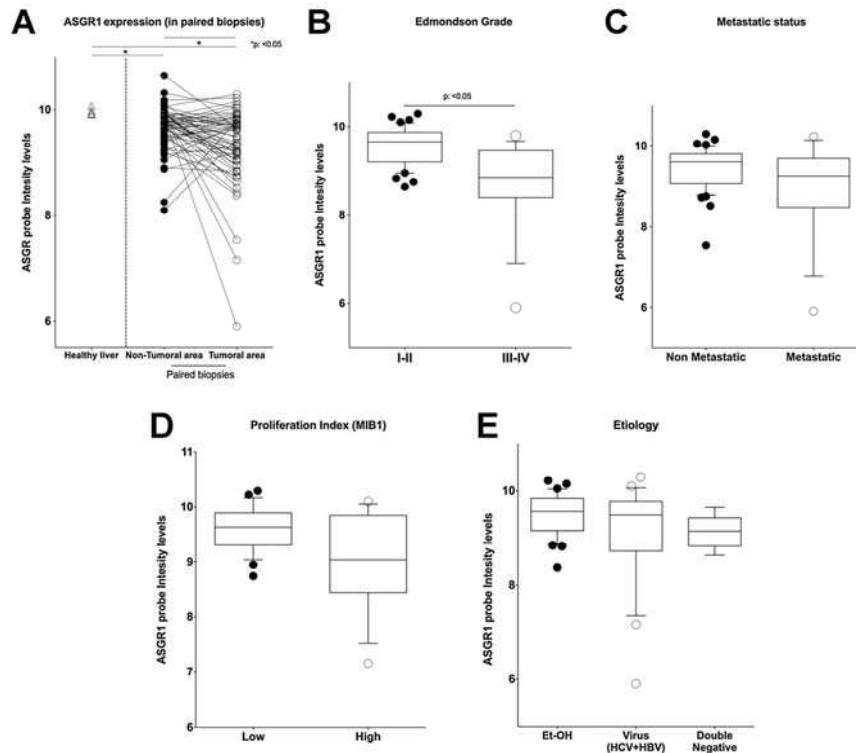 A
ASGR1 expression (in paired biopsies)
*
*
*p: <0.05
ASGR probe Intesity levels
10
8
6
Healthy liver
Non-Tumoral area
Tumoral area
Paired biopsies
B
Edmondson Grade
p: <0.05
ASGR1 probe Intesity levels
10
8
6
I-II
III-IV
C
Metastatic status
ASGR1 probe Intesity levels
10
8
6
Non Metastatic
Metastatic
D
Proliferation Index (MIB1)
ASGR1 probe Intesity levels
11
10
9
8
7
6
Low
High
E
Etiology
ASGR1 probe Intesity levels
10
8
6
Et-OH
Virus
(HCV+HBV)
Double
Negative